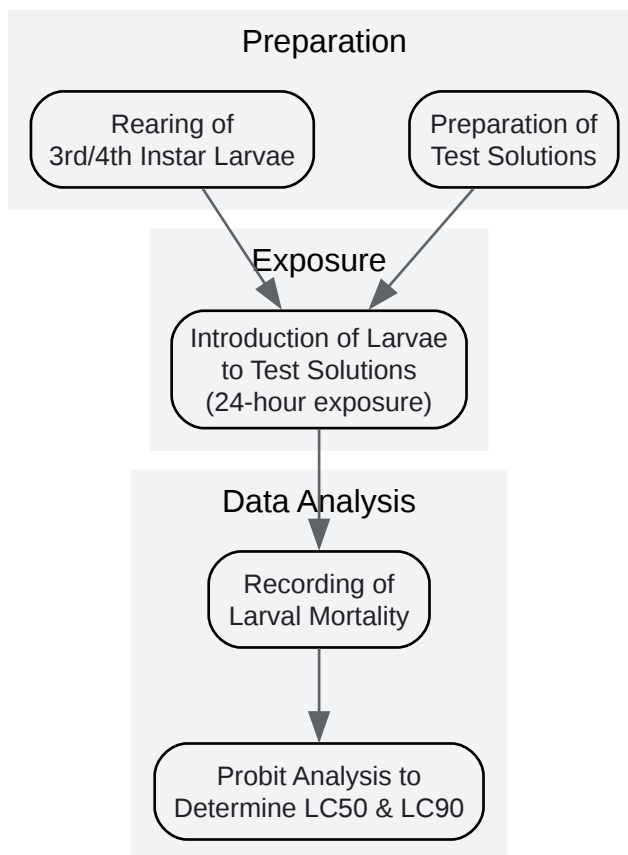 Preparation
Rearing of
3rd/4th Instar Larvae
Preparation of
Test Solutions
Exposure
Introduction of Larvae
to Test Solutions
(24-hour exposure)
Data Analysis
Recording of
Larval Mortality
Probit Analysis to
Determine LC50 & LC90